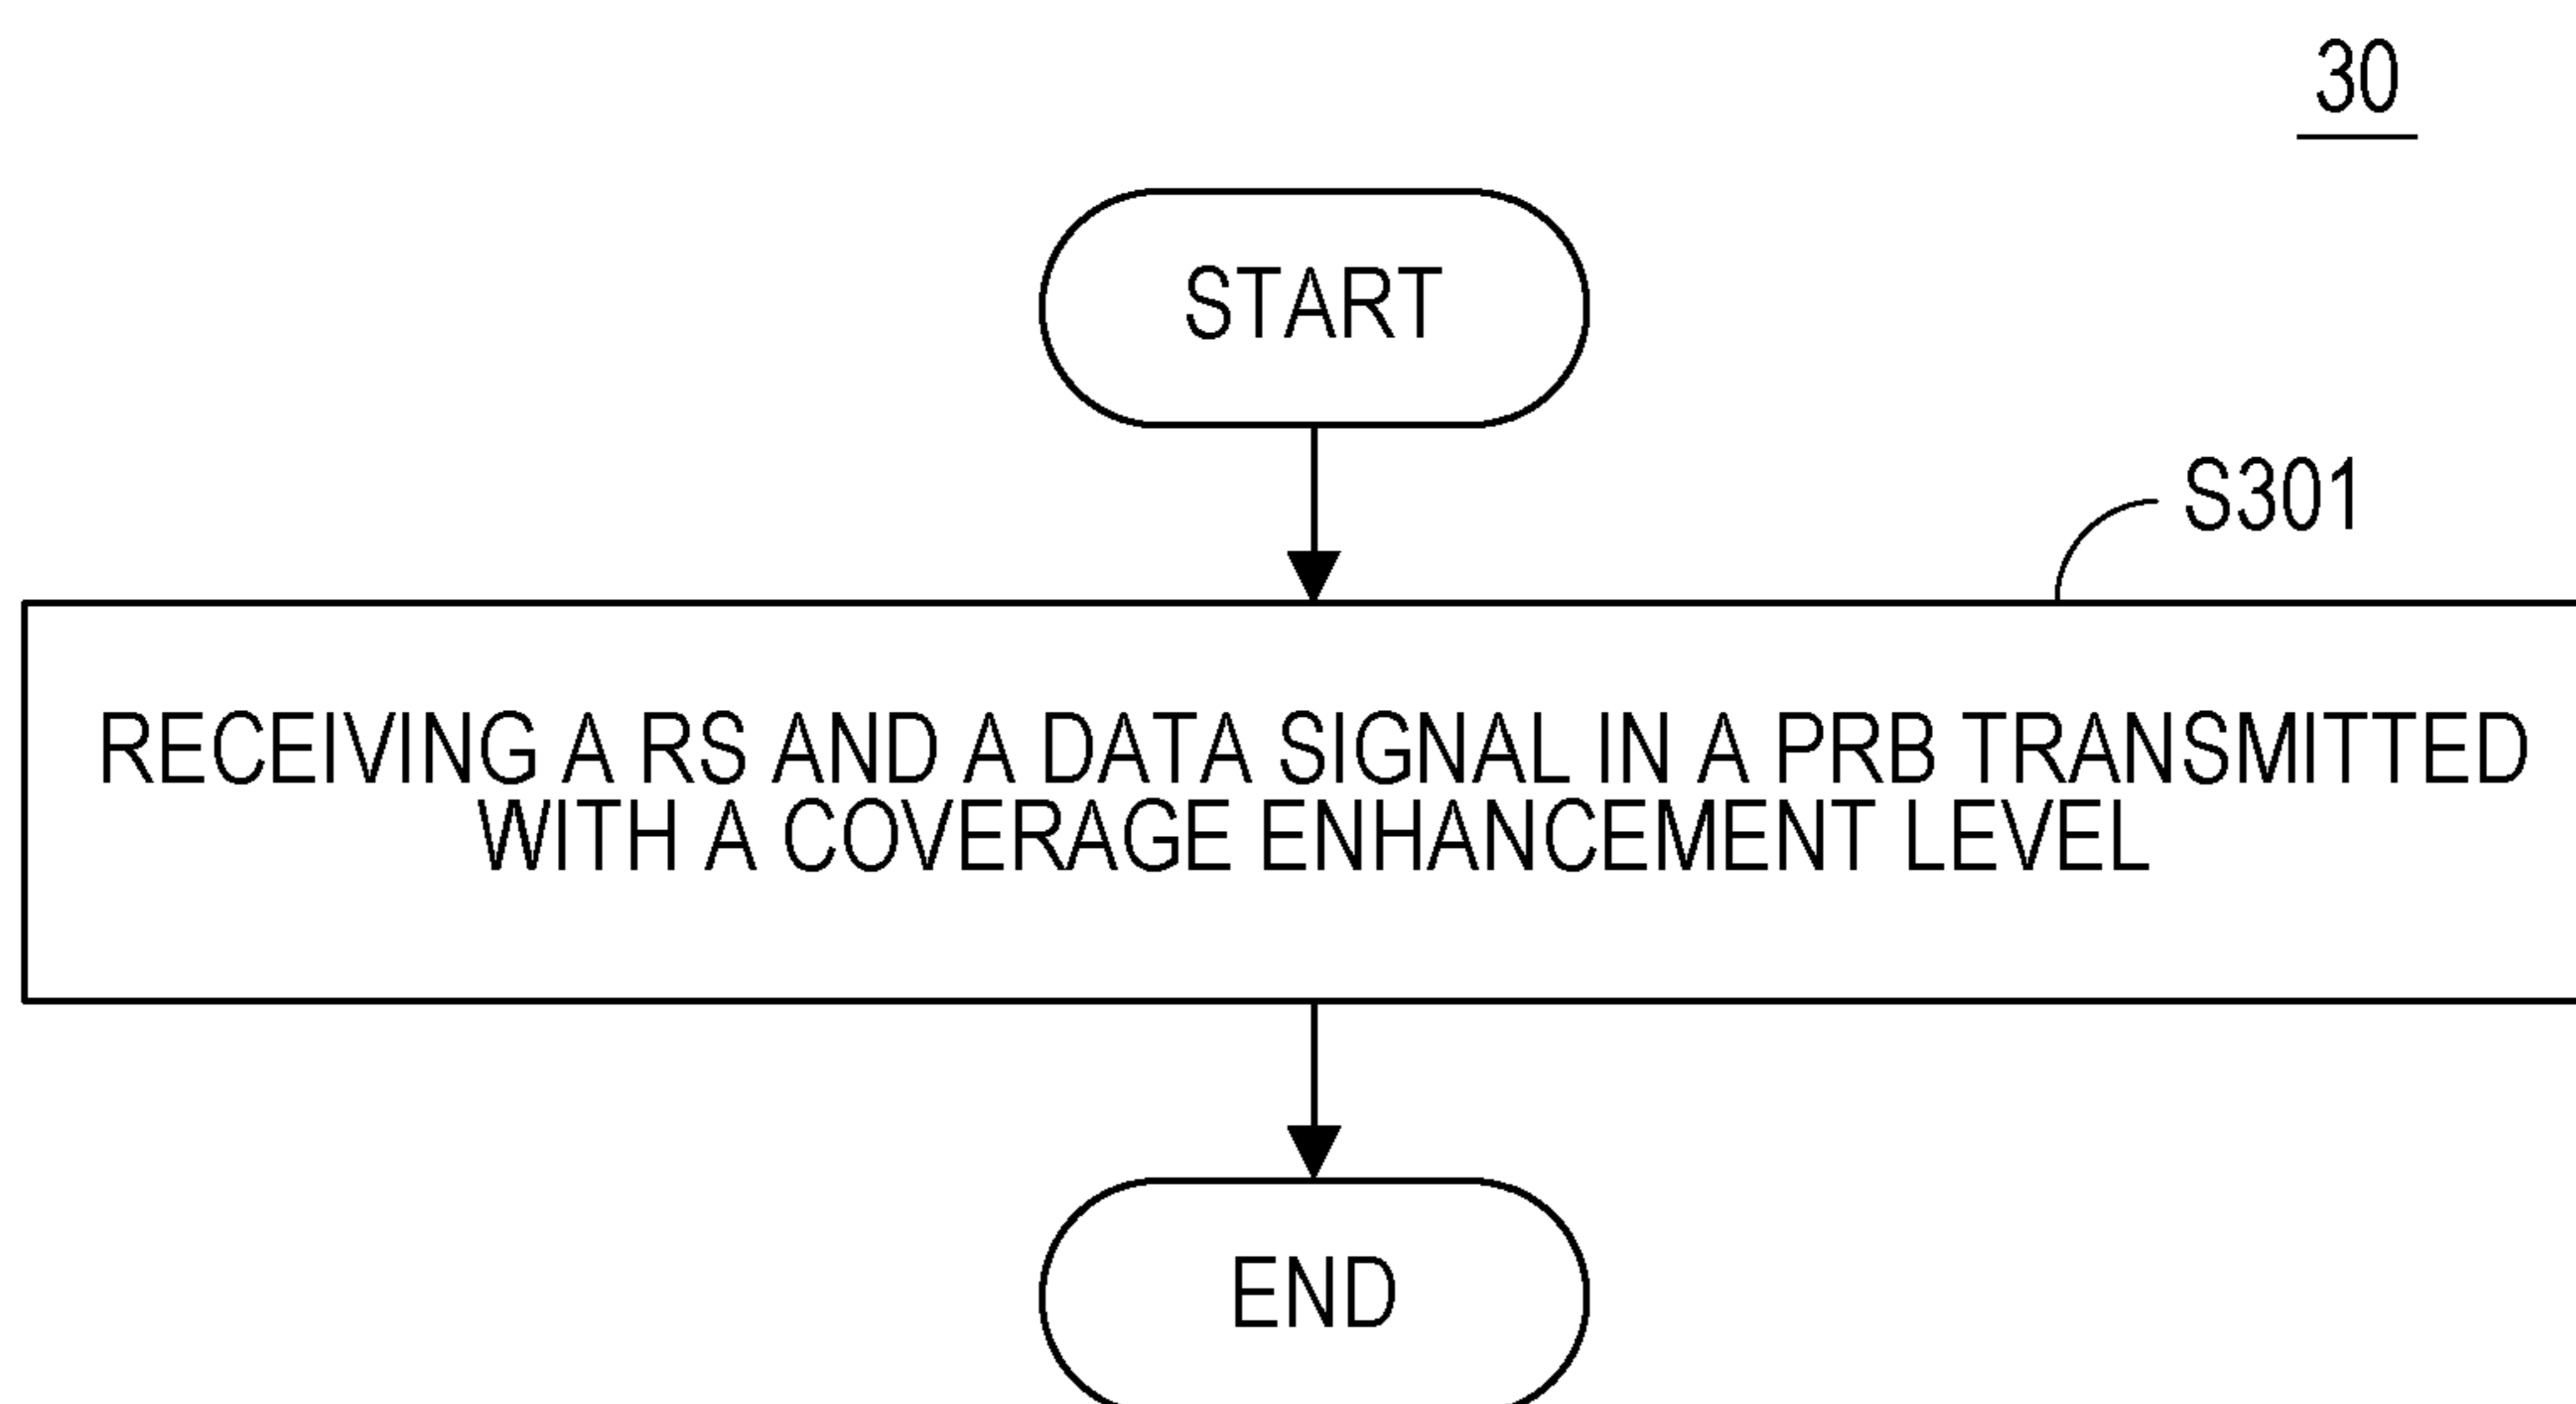 30
START
S301
RECEIVING A RS AND A DATA SIGNAL IN A PRB TRANSMITTED
WITH A COVERAGE ENHANCEMENT LEVEL
END